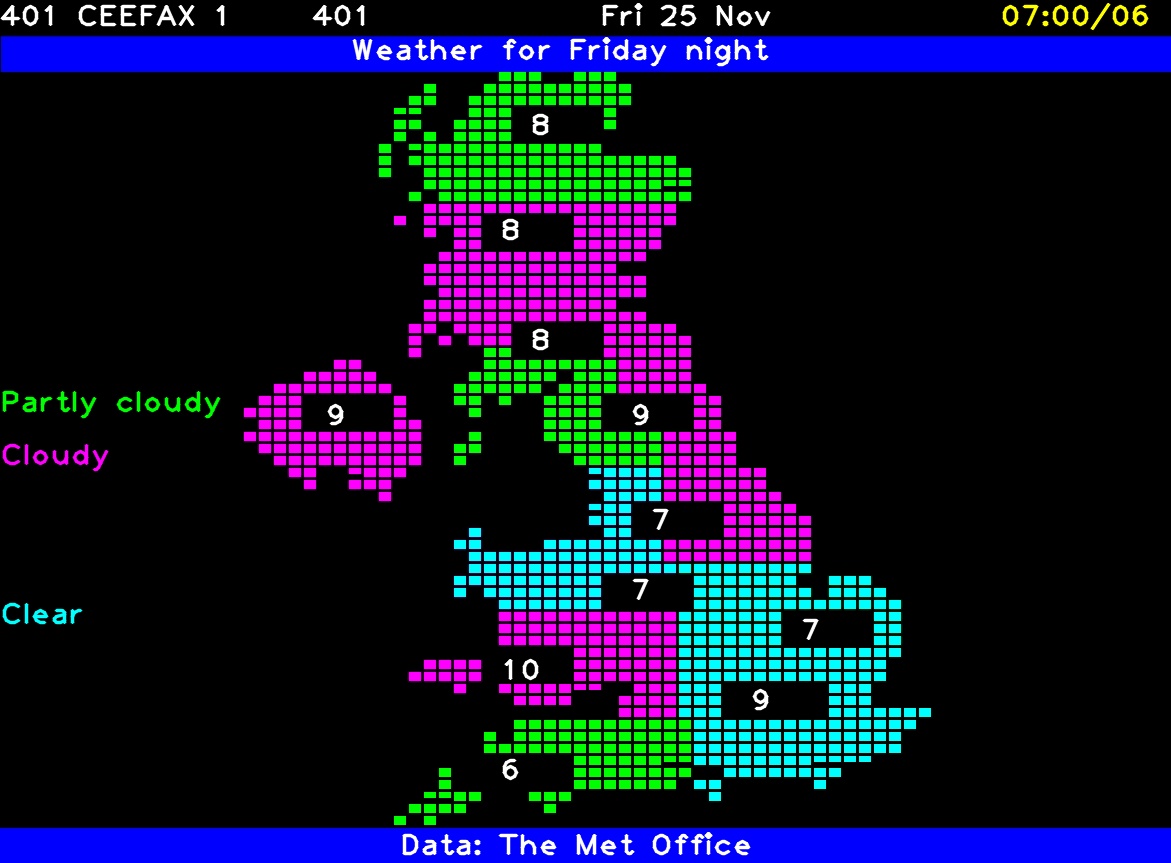 401 CEEFAX 1 401 Fri 25 Nov 07:00/06
Weather for Friday night
8
8
8
Partly cloudy
9 9
Cloudy
7
7
Clear
7
10
9
6
Data: The Met Office